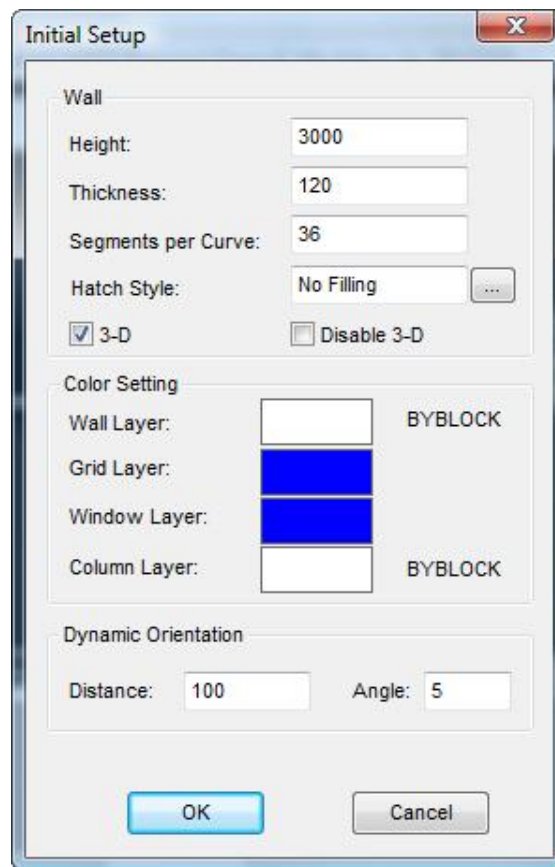 Initial Setup
Wall
Height: 3000
Thickness: 120
Segments per Curve: 36
Hatch Style: No Filling ...
3-D Disable 3-D
Color Setting
Wall Layer: BYBLOCK
Grid Layer:
Window Layer:
Column Layer: BYBLOCK
Dynamic Orientation
Distance: 100 Angle: 5
OK Cancel